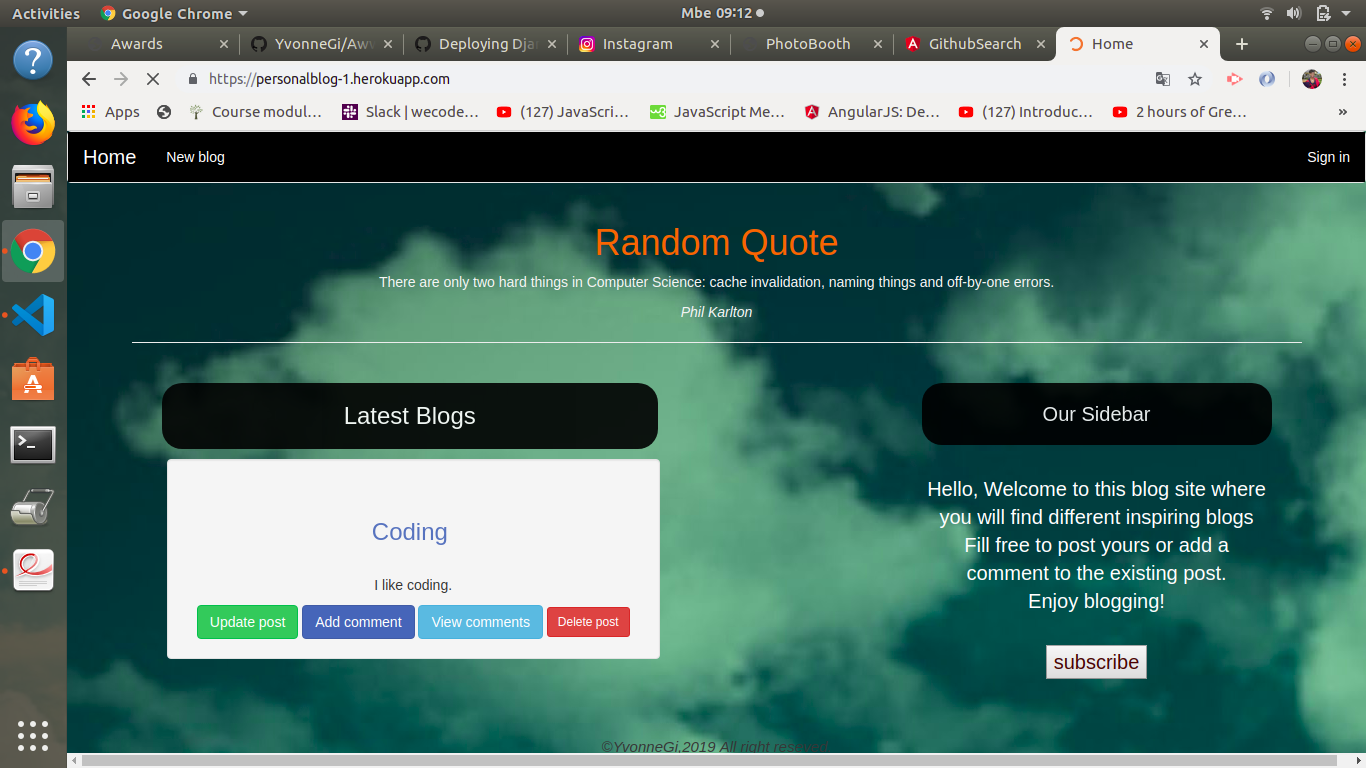 Activities
Google Chrome
Mbe 09:12
Awards
YvonneGi/Aww
Deploying Dja
Instagram
PhotoBooth
GithubSearch
Home
https://personalblog-1.herokuapp.com
Apps
Course modul…
Slack | wecode…
(127) JavaScri…
JavaScript Me…
AngularJS: De…
(127) Introduc…
2 hours of Gre…
»
Home
New blog
Sign in
Random Quote
There are only two hard things in Computer Science: cache invalidation, naming things and off-by-one errors.
Phil Karlton
Latest Blogs
Coding
I like coding.
Update post
Add comment
View comments
Delete post
Our Sidebar
Hello, Welcome to this blog site where
you will find different inspiring blogs
Fill free to post yours or add a
comment to the existing post.
Enjoy blogging!
subscribe
©YvonneGi,2019 All right reserved